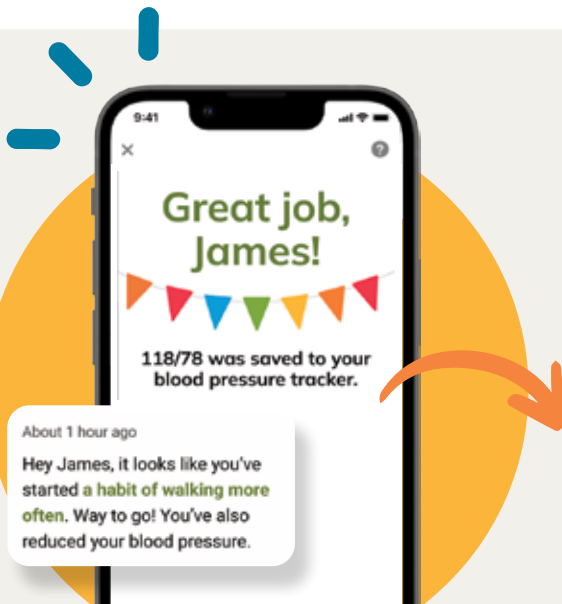 9:41
Great job,
James!
118/78 was saved to your
blood pressure tracker.
About 1 hour ago
Hey James, it looks like you've
started a habit of walking more
often. Way to go! You've also
reduced your blood pressure.